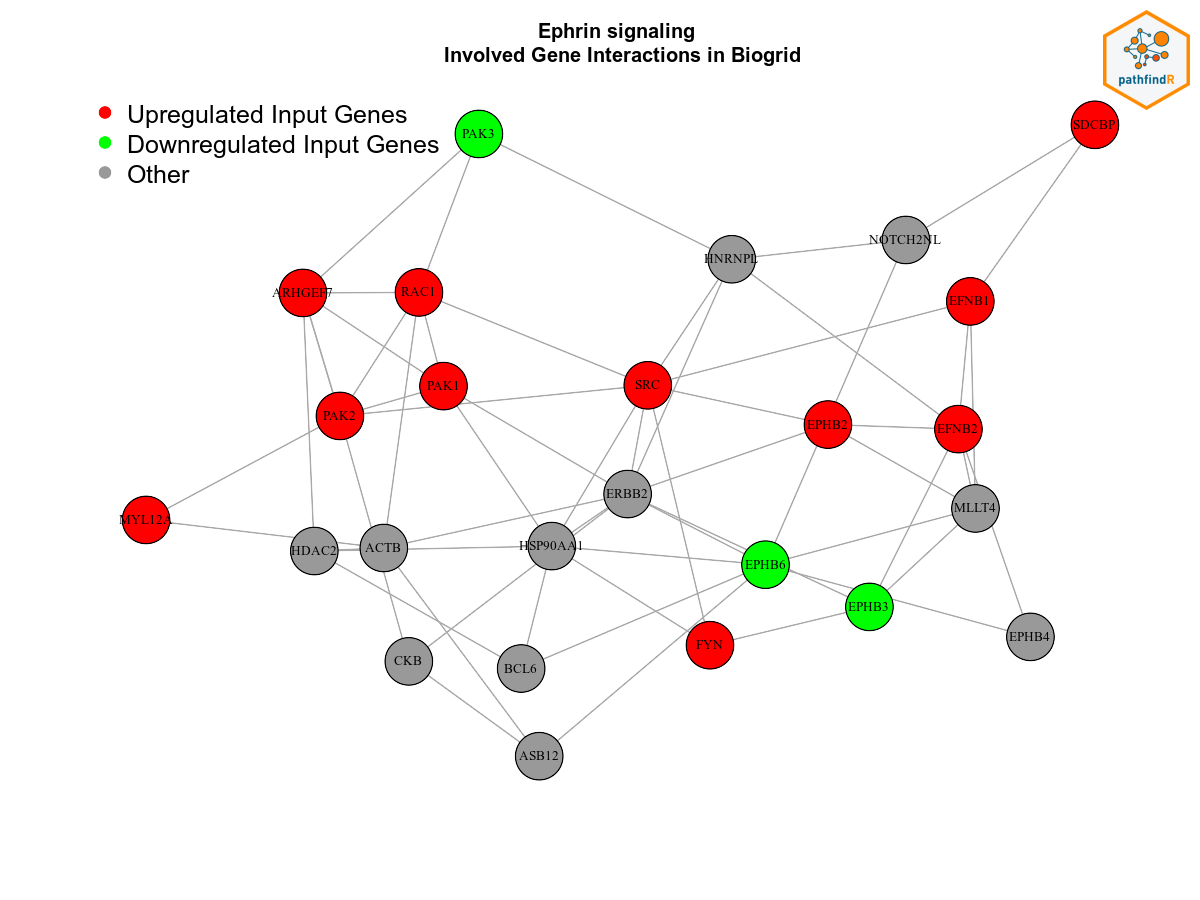 Ephrin signaling
Involved Gene Interactions in Biogrid
pathfindR
Upregulated Input Genes
Downregulated Input Genes
Other
PAK3
SDCBP
NOTCH2NL
HNRNPL
ARHGEF7
RAC1
EFNB1
PAK1
SRC
PAK2
EPHB2
EFNB2
ERBB2
MLLT4
MYL12A
HDAC2
ACTB
HSP90AA1
EPHB6
EPHB3
EPHB4
FYN
CKB
BCL6
ASB12